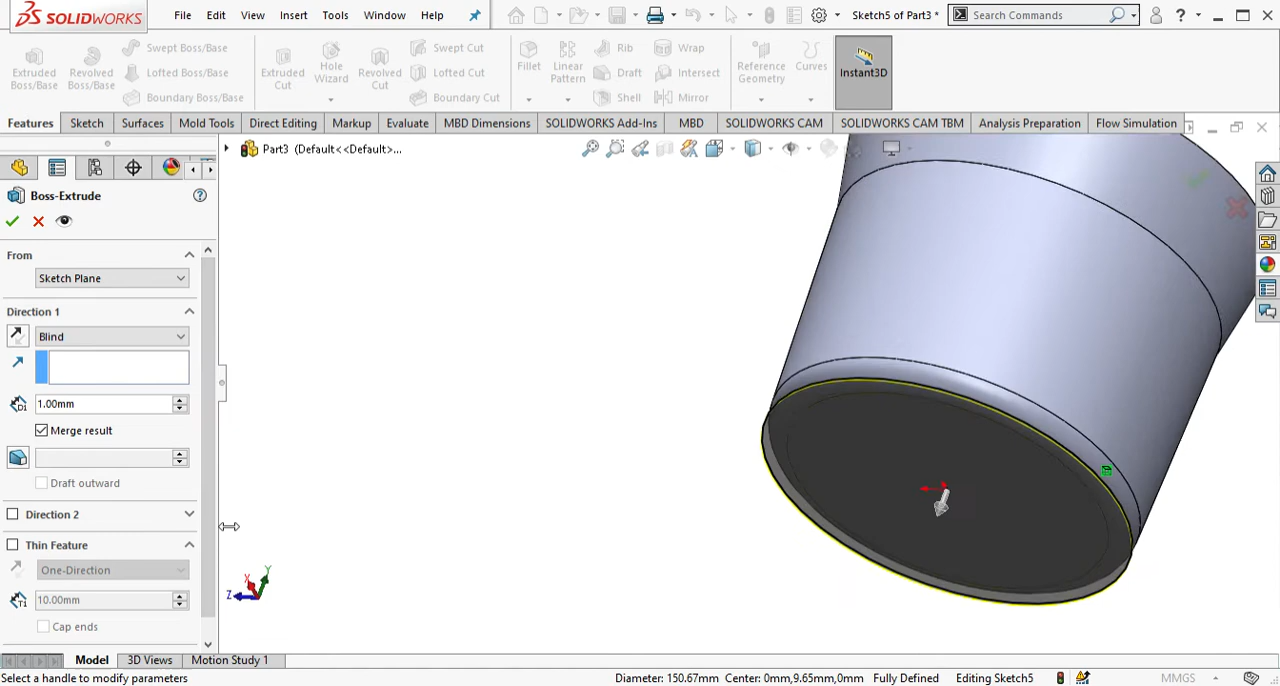 SOLIDWORKS File Edit View Insert Tools Window Help Sketch5 of Part3 * Search Commands ?
Extruded Boss/Base
Revolved Boss/Base
Swept Boss/Base
Lofted Boss/Base
Boundary Boss/Base
Extruded Cut
Hole Wizard
Revolved Cut
Swept Cut
Lofted Cut
Boundary Cut
Fillet
Linear Pattern
Rib
Draft
Shell
Wrap
Intersect
Mirror
Reference Geometry
Curves
Instant3D
Features Sketch Surfaces Mold Tools Direct Editing Markup Evaluate MBD Dimensions SOLIDWORKS Add-Ins MBD SOLIDWORKS CAM SOLIDWORKS CAM TBM Analysis Preparation Flow Simulation
Part3 (Default<<Default>...
Boss-Extrude
From
Sketch Plane
Direction 1
Blind
D1 1.00mm
Merge result
Draft outward
Direction 2
Thin Feature
One-Direction
T1 10.00mm
Cap ends
X Y
Z
Model 3D Views Motion Study 1
Select a handle to modify parameters Diameter: 150.67mm Center: 0mm,9.65mm,0mm Fully Defined Editing Sketch5 MMGS